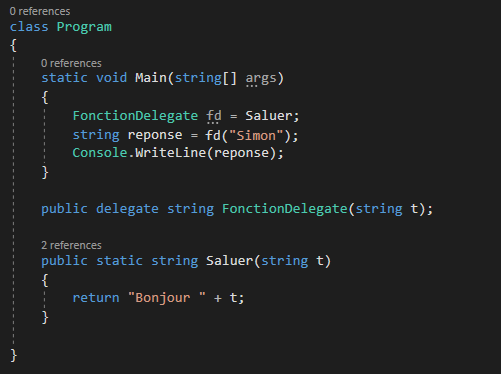 0 references
class Program
{
0 references
static void Main(string[] args)
{
FonctionDelegate fd = Saluer;
string reponse = fd("Simon");
Console.WriteLine(reponse);
}
public delegate string FonctionDelegate(string t);
2 references
public static string Saluer(string t)
{
return "Bonjour " + t;
}
}